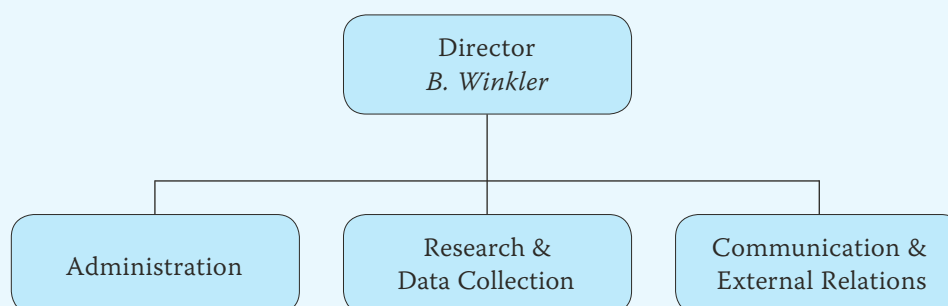 Director
B. Winkler
Administration
Research &
Data Collection
Communication &
External Relations